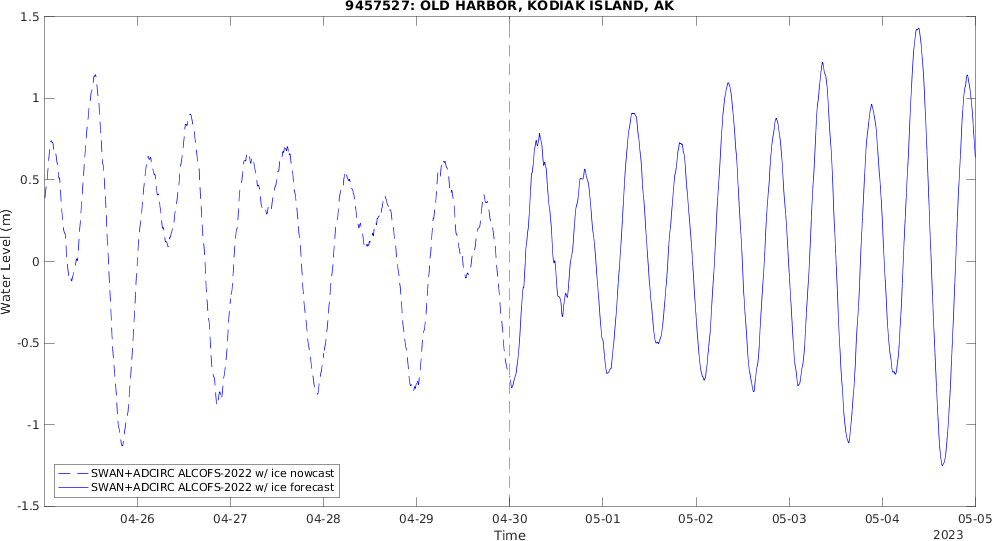 9457527: OLD HARBOR, KODIAK ISLAND, AK
1.5
1
0.5
0
-0.5
-1
-1.5
Water Level (m)
SWAN+ADCIRC ALCOFS-2022 w/ ice nowcast
SWAN+ADCIRC ALCOFS-2022 w/ ice forecast
04-26 04-27 04-28 04-29 04-30 05-01 05-02 05-03 05-04 05-05
Time
2023